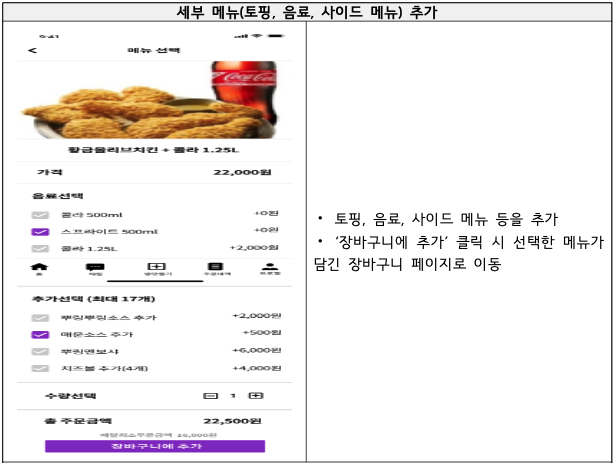 세부 메뉴(토핑, 음료, 사이드 메뉴) 추가
9:41
메뉴 선택
Coca-Cola
황금올리브치킨 + 콜라 1.25L
가격 22,000원
음료선택
콜라 500ml +0원
스프라이트 500ml +0원
콜라 1.25L +2,000원
홈 채팅 방만들기 주문내역 프로필
추가선택 (최대 17개)
뿌링뿌링소스 추가 +2,000원
매운소스 추가 +500원
뿌링멘보샤 +6,000원
치즈볼 추가(4개) +4,000원
수량선택 1
총 주문금액 22,500원
배달최소주문금액 16,000원
장바구니에 추가
• 토핑, 음료, 사이드 메뉴 등을 추가
• ‘장바구니에 추가’ 클릭 시 선택한 메뉴가
담긴 장바구니 페이지로 이동